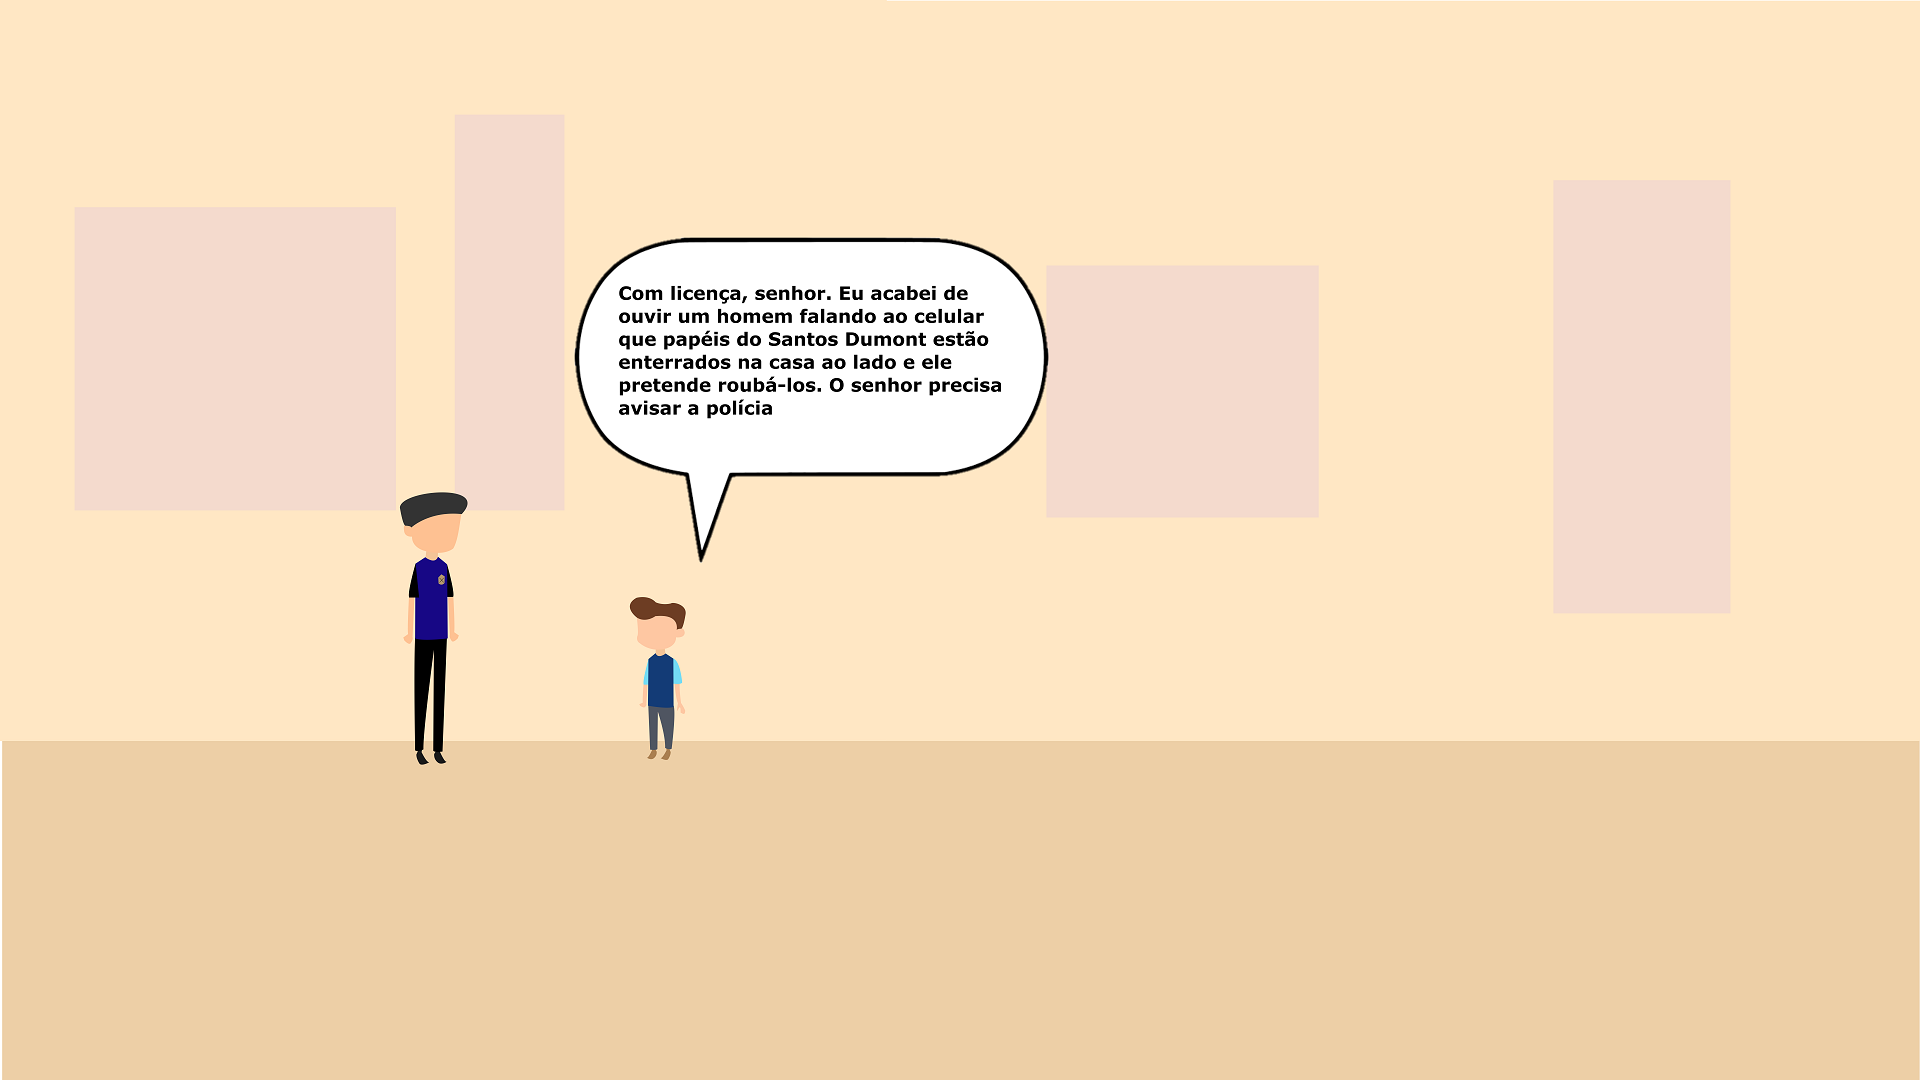 Com licença, senhor. Eu acabei de
ouvir um homem falando ao celular
que papéis do Santos Dumont estão
enterrados na casa ao lado e ele
pretende roubá-los. O senhor precisa
avisar a polícia